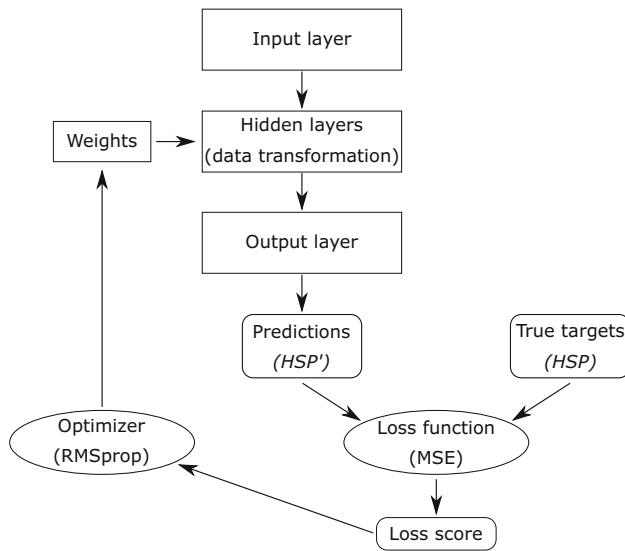 Input layer
Hidden layers
(data transformation)
Weights
Output layer
Predictions
(HSP')
True targets
(HSP)
Optimizer
(RMSprop)
Loss function
(MSE)
Loss score